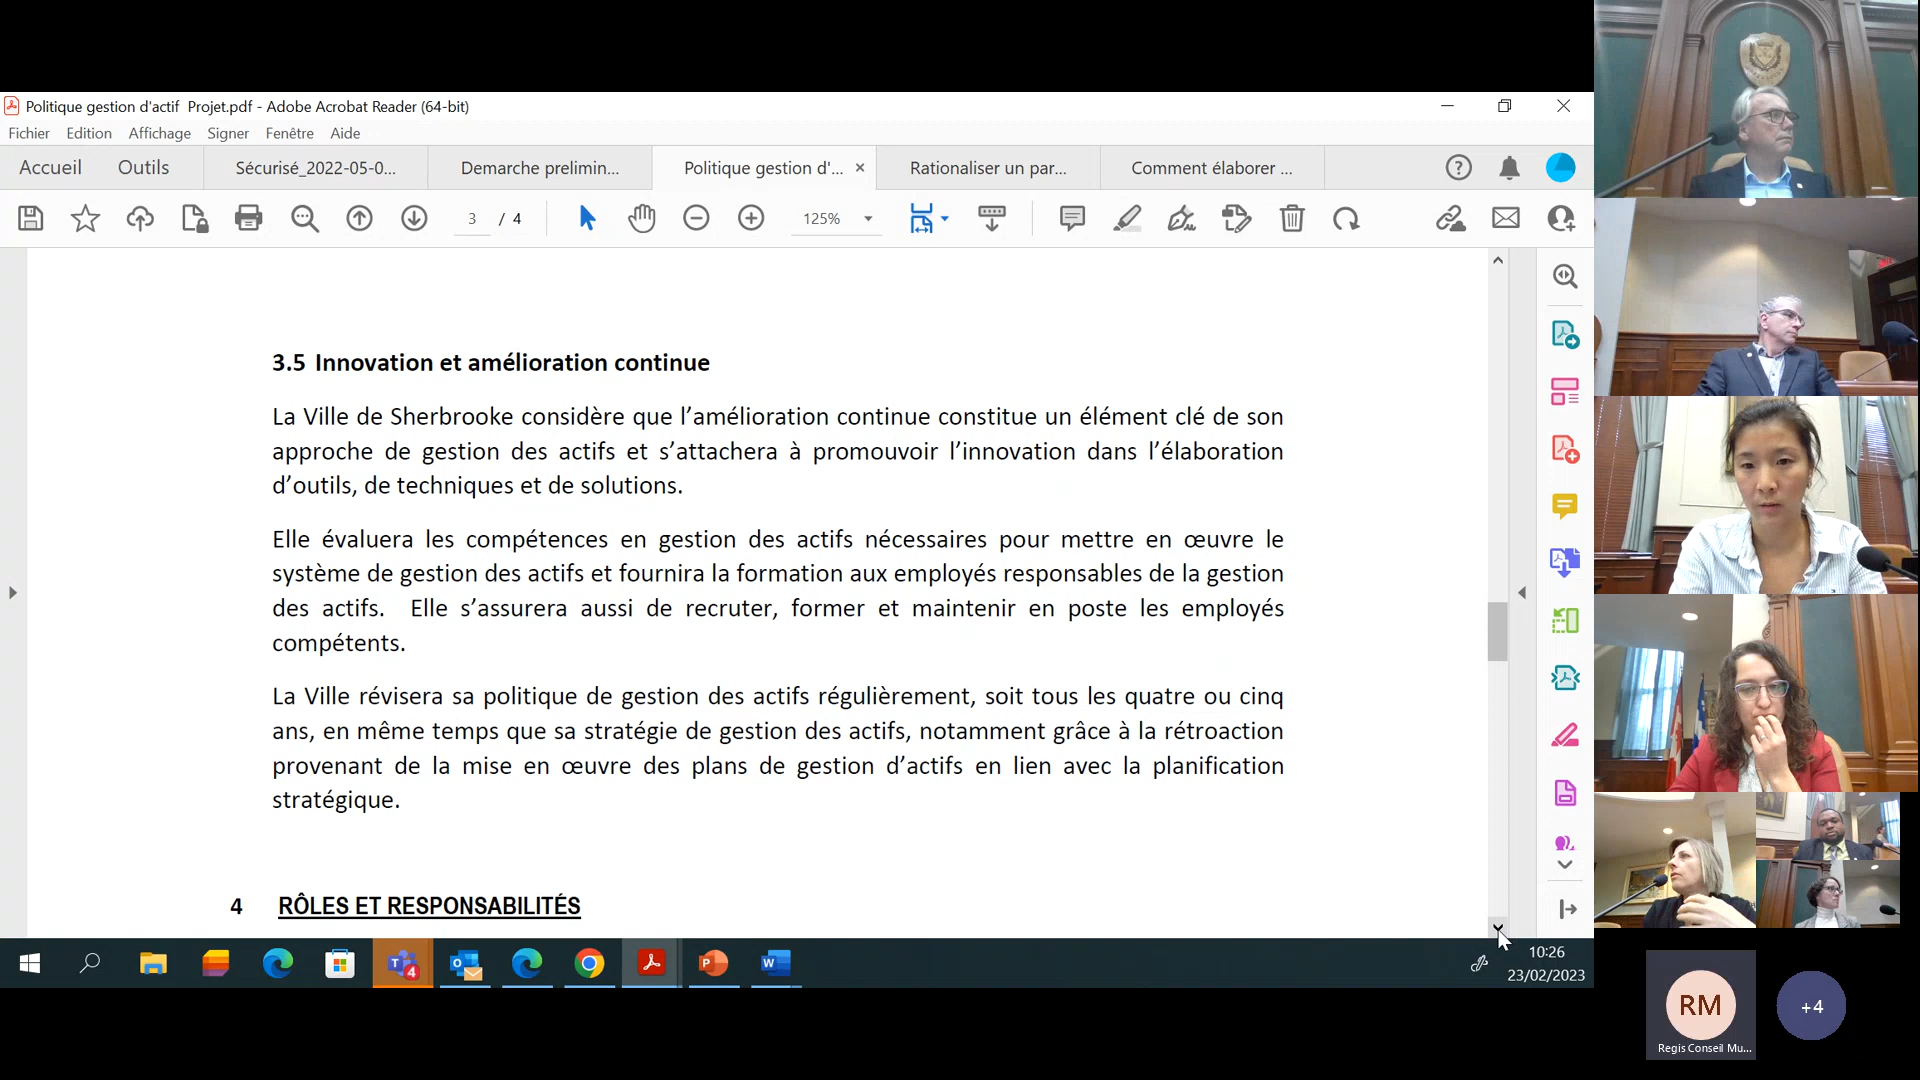 Politique gestion d'actif Projet.pdf - Adobe Acrobat Reader (64-bit)
Fichier Edition Affichage Signer Fenêtre Aide
Accueil Outils Sécurisé_2022-05-0... Demarche prelimin... Politique gestion d'... Rationaliser un par... Comment élaborer ...
3 / 4 125%
3.5 Innovation et amélioration continue
La Ville de Sherbrooke considère que l’amélioration continue constitue un élément clé de son
approche de gestion des actifs et s’attachera à promouvoir l’innovation dans l’élaboration
d’outils, de techniques et de solutions.
Elle évaluera les compétences en gestion des actifs nécessaires pour mettre en œuvre le
système de gestion des actifs et fournira la formation aux employés responsables de la gestion
des actifs. Elle s’assurera aussi de recruter, former et maintenir en poste les employés
compétents.
La Ville révisera sa politique de gestion des actifs régulièrement, soit tous les quatre ou cinq
ans, en même temps que sa stratégie de gestion des actifs, notamment grâce à la rétroaction
provenant de la mise en œuvre des plans de gestion d’actifs en lien avec la planification
stratégique.
4 RÔLES ET RESPONSABILITÉS
4
10:26
23/02/2023
RM
+4
Regis Conseil Mu...